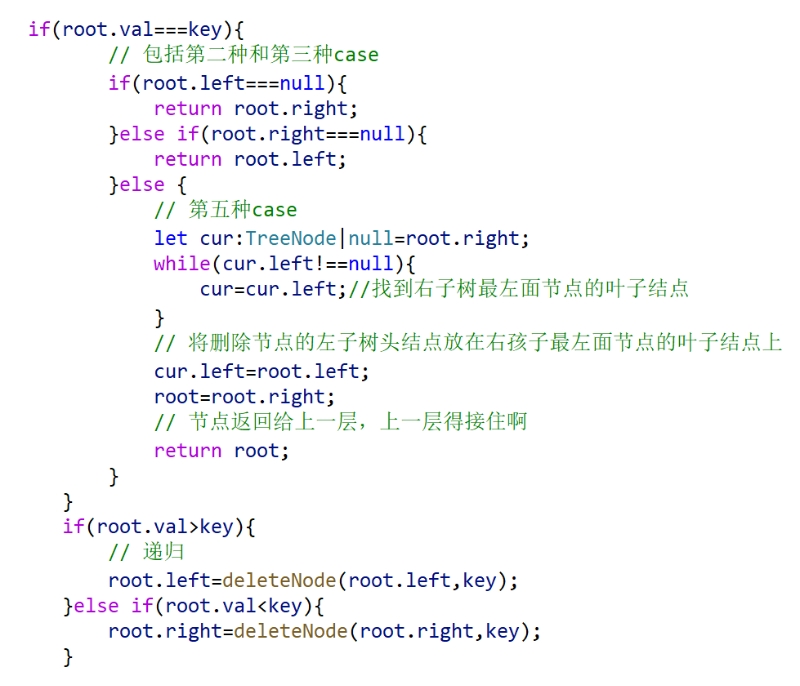 if(root.val===key){
// 包括第二种和第三种case
if(root.left===null){
return root.right;
}else if(root.right===null){
return root.left;
}else {
// 第五种case
let cur:TreeNode|null=root.right;
while(cur.left!==null){
cur=cur.left;//找到右子树最左面节点的叶子结点
}
// 将删除节点的左子树头结点放在右孩子最左面节点的叶子结点上
cur.left=root.left;
root=root.right;
// 节点返回给上一层，上一层得接住啊
return root;
}
}
if(root.val>key){
// 递归
root.left=deleteNode(root.left,key);
}else if(root.val<key){
root.right=deleteNode(root.right,key);
}